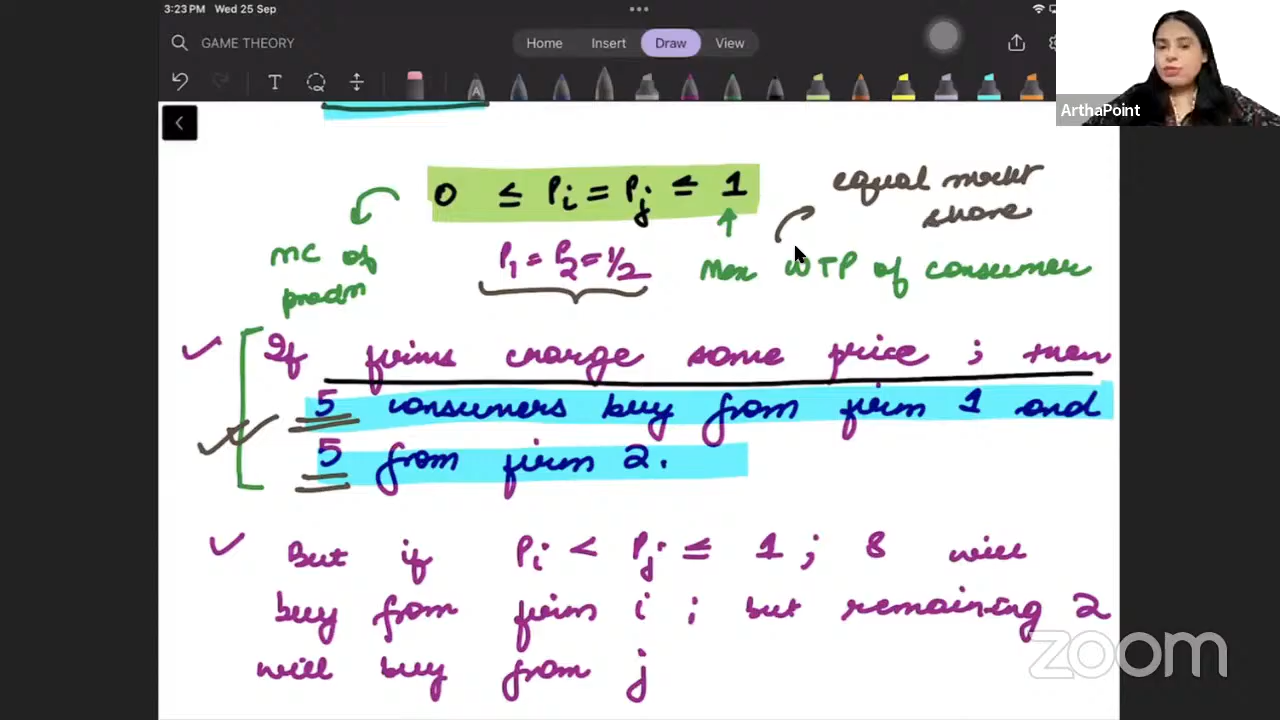 3:23 PM Wed 25 Sep
GAME THEORY
Home Insert Draw View
ArthaPoint
0 ≤ Pi = Pj ≤ 1
equal market share
MC of prodn
P1 = P2 = 1/2
Max WTP of consumer
If firms charge same price ; then
5 consumers buy from firm 1 and
5 from firm 2.
But if Pi < Pj ≤ 1 ; 8 will
buy from firm i ; but remaining 2
will buy from j
zoom